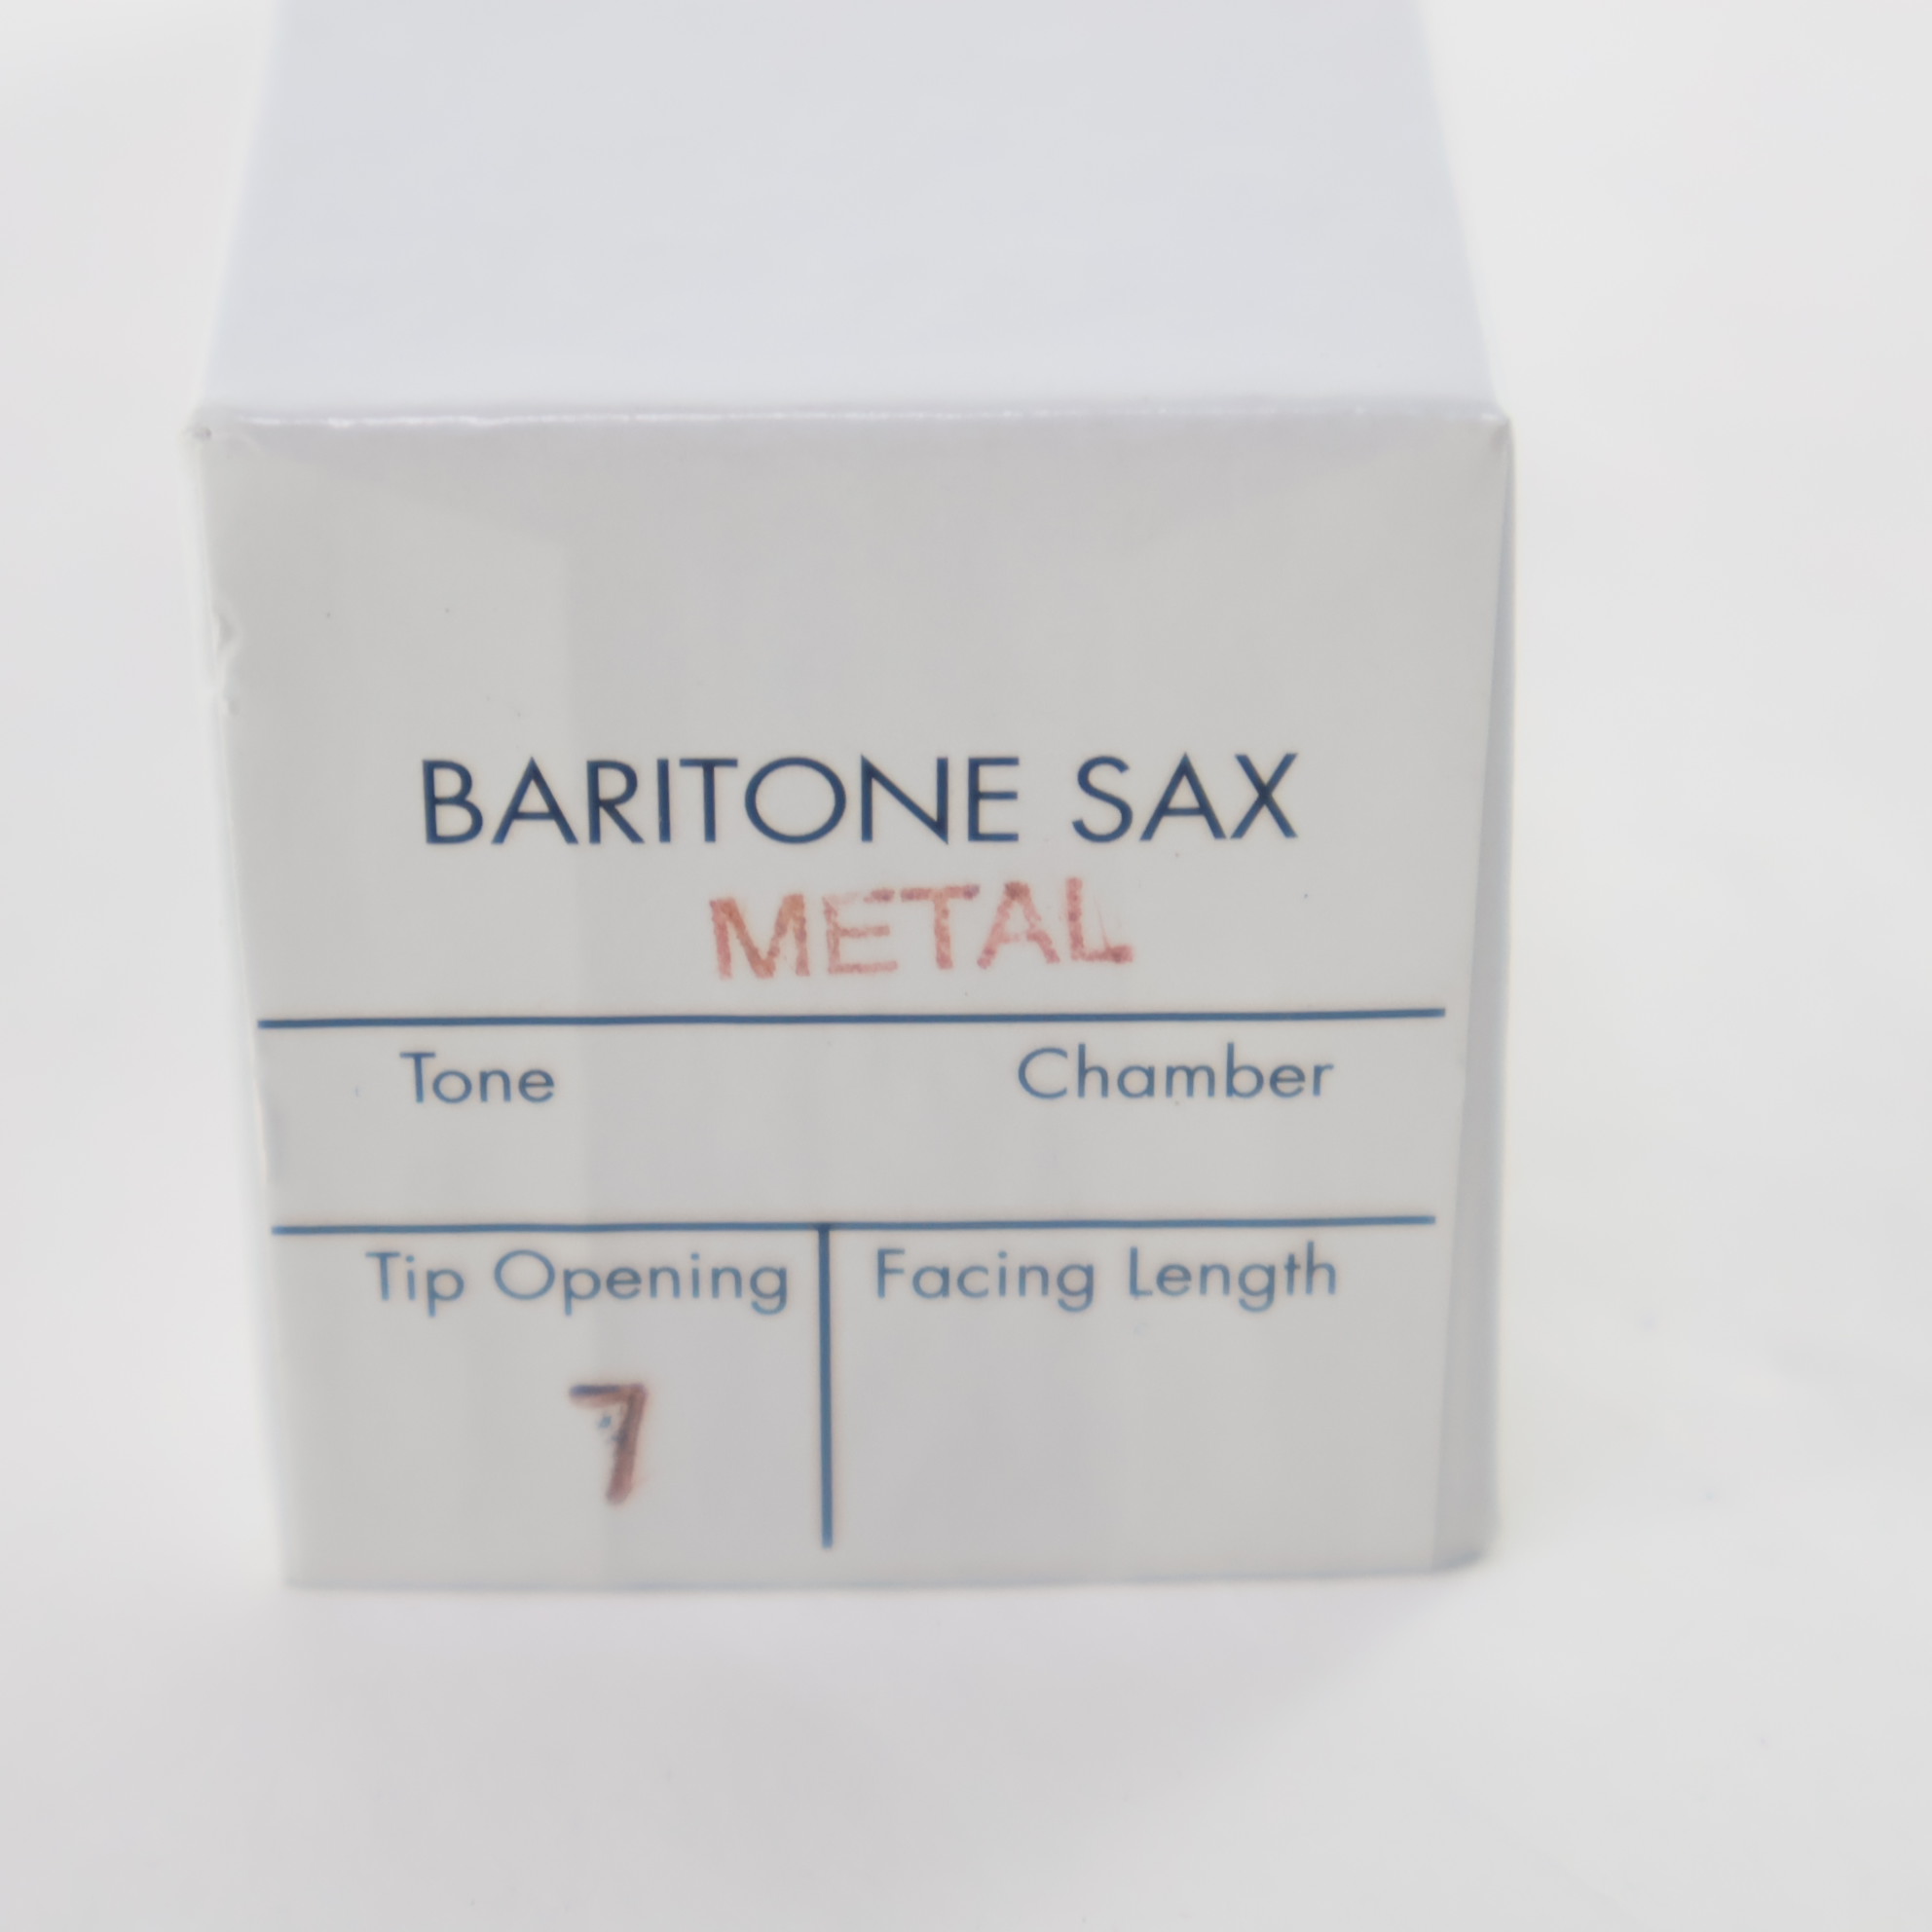 BARITONE SAX
METAL
Tone Chamber
Tip Opening Facing Length
7